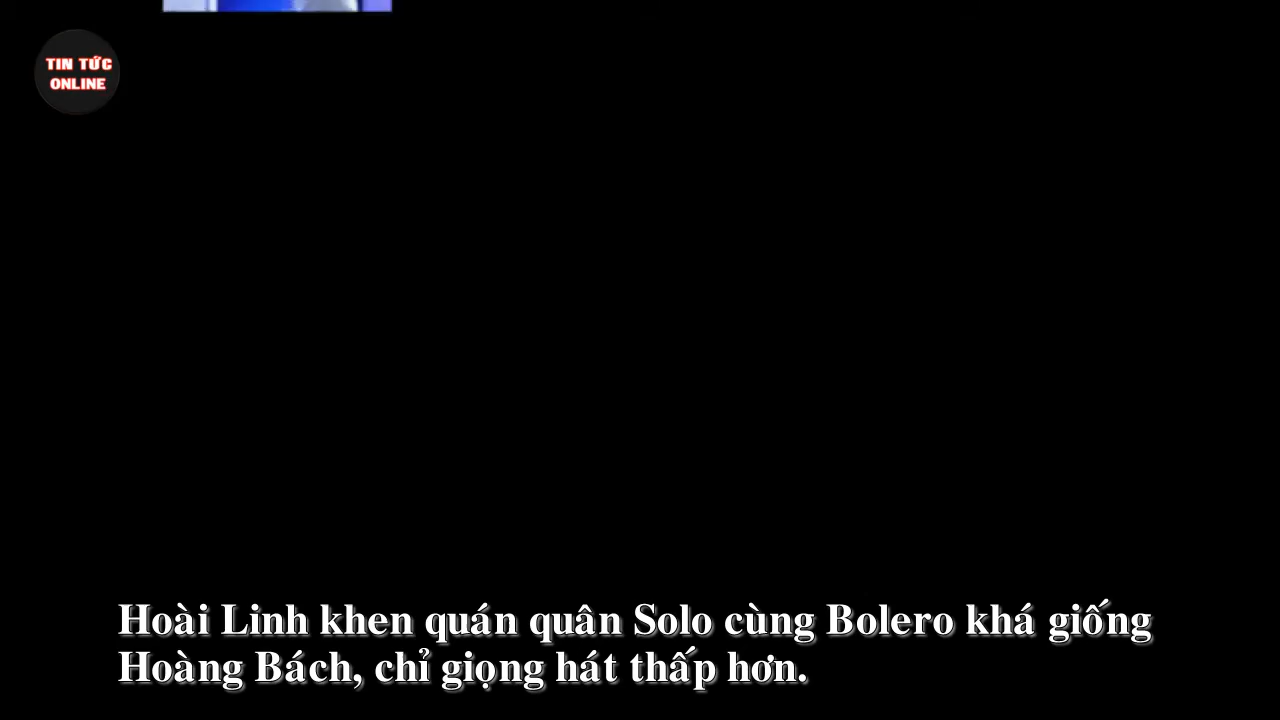 TIN TỨC
ONLINE
Hoài Linh khen quán quân Solo cùng Bolero khá giống
Hoàng Bách, chỉ giọng hát thấp hơn.